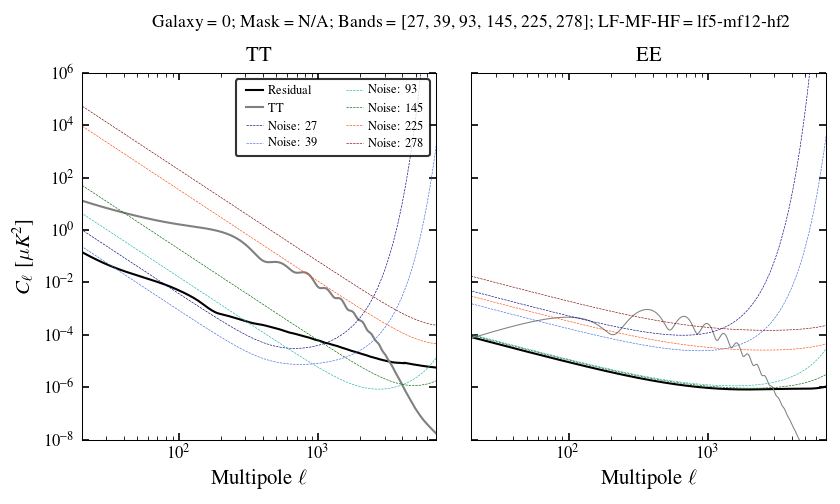 Galaxy = 0; Mask = N/A; Bands = [27, 39, 93, 145, 225, 278]; LF-MF-HF = lf5-mf12-hf2
TT
EE
10^6
10^4
10^2
10^0
10^{-2}
10^{-4}
10^{-6}
10^{-8}
C_ℓ [μK^2]
Residual
TT
Noise: 27
Noise: 39
Noise: 93
Noise: 145
Noise: 225
Noise: 278
10^2
10^3
10^2
10^3
Multipole ℓ
Multipole ℓ